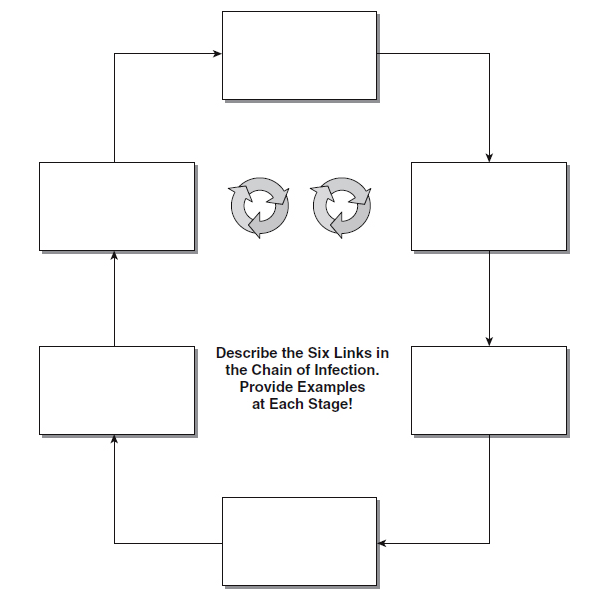 Describe the Six Links in
the Chain of Infection.
Provide Examples
at Each Stage!